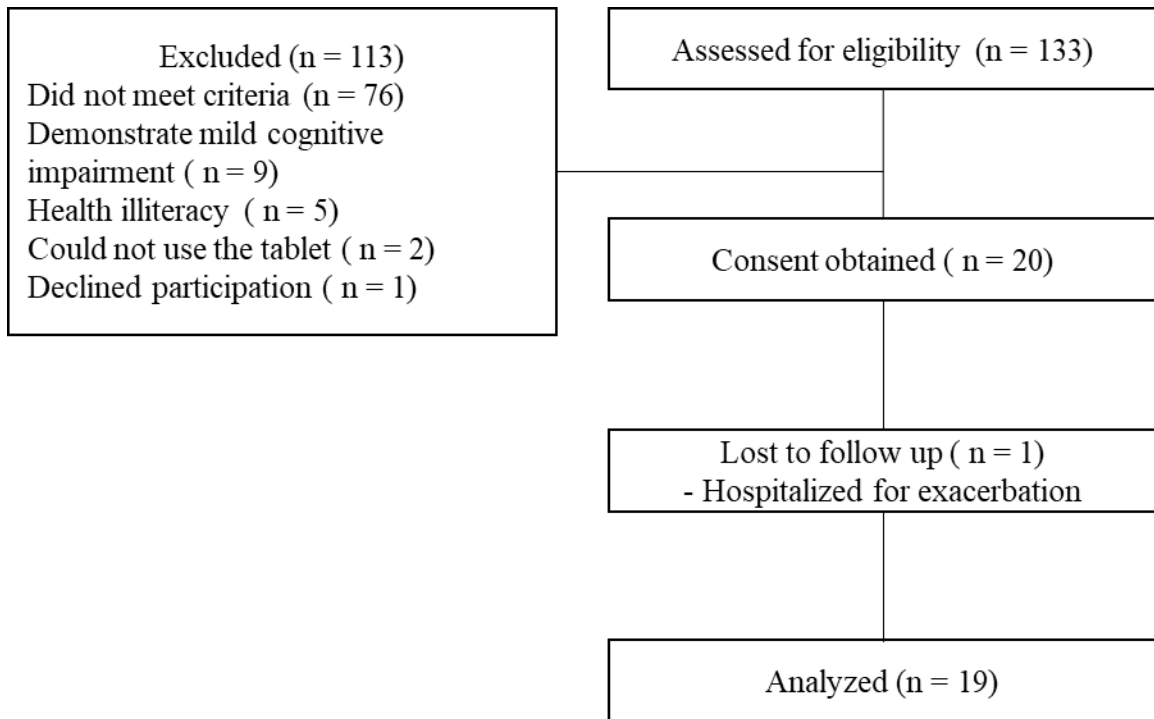 Excluded (n = 113)
Did not meet criteria (n = 76)
Demonstrate mild cognitive
impairment ( n = 9)
Health illiteracy ( n = 5)
Could not use the tablet ( n = 2)
Declined participation ( n = 1)
Assessed for eligibility (n = 133)
Consent obtained ( n = 20)
Lost to follow up ( n = 1)
- Hospitalized for exacerbation
Analyzed (n = 19)